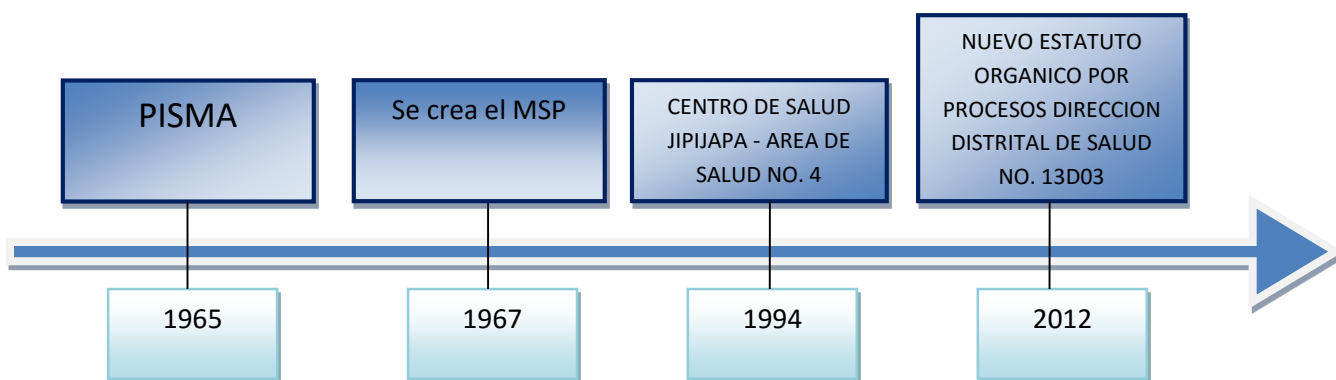 PISMA
Se crea el MSP
CENTRO DE SALUD
JIPIJAPA - AREA DE
SALUD NO. 4
NUEVO ESTATUTO
ORGANICO POR
PROCESOS DIRECCION
DISTRITAL DE SALUD
NO. 13D03
1965
1967
1994
2012